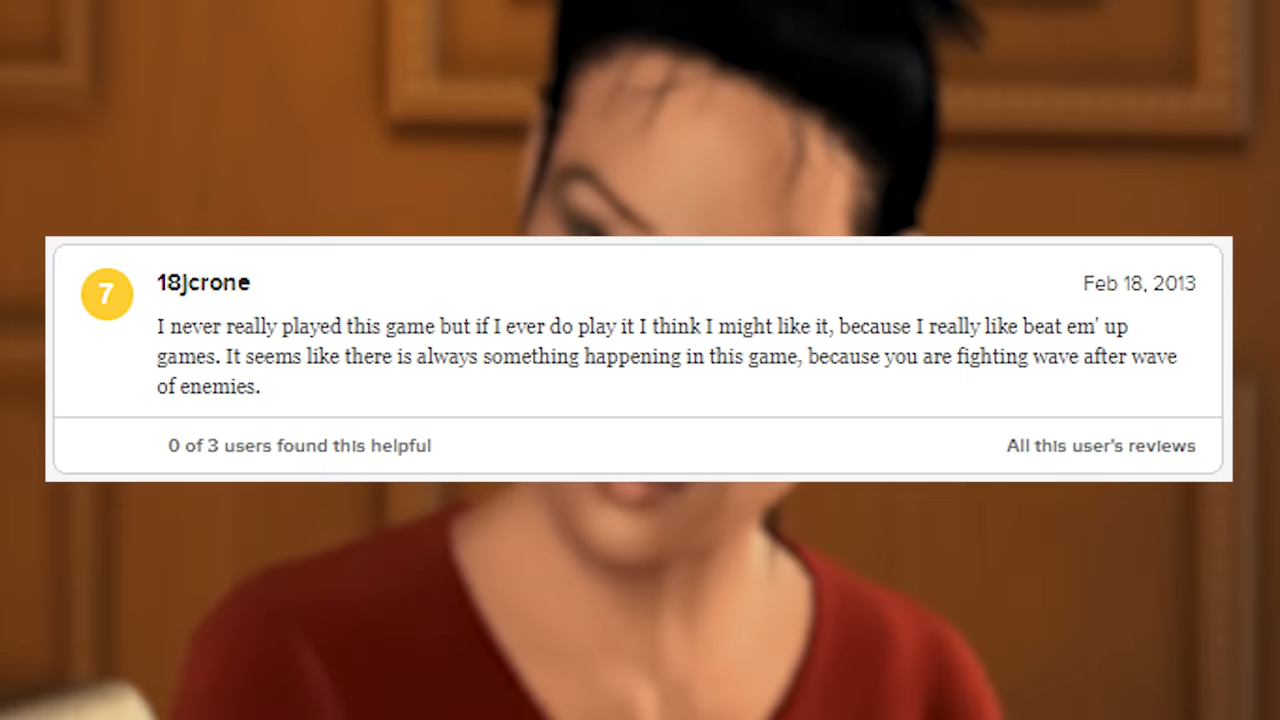 7
18jcrone
Feb 18, 2013
I never really played this game but if I ever do play it I think I might like it, because I really like beat em' up
games. It seems like there is always something happening in this game, because you are fighting wave after wave
of enemies.
0 of 3 users found this helpful
All this user's reviews